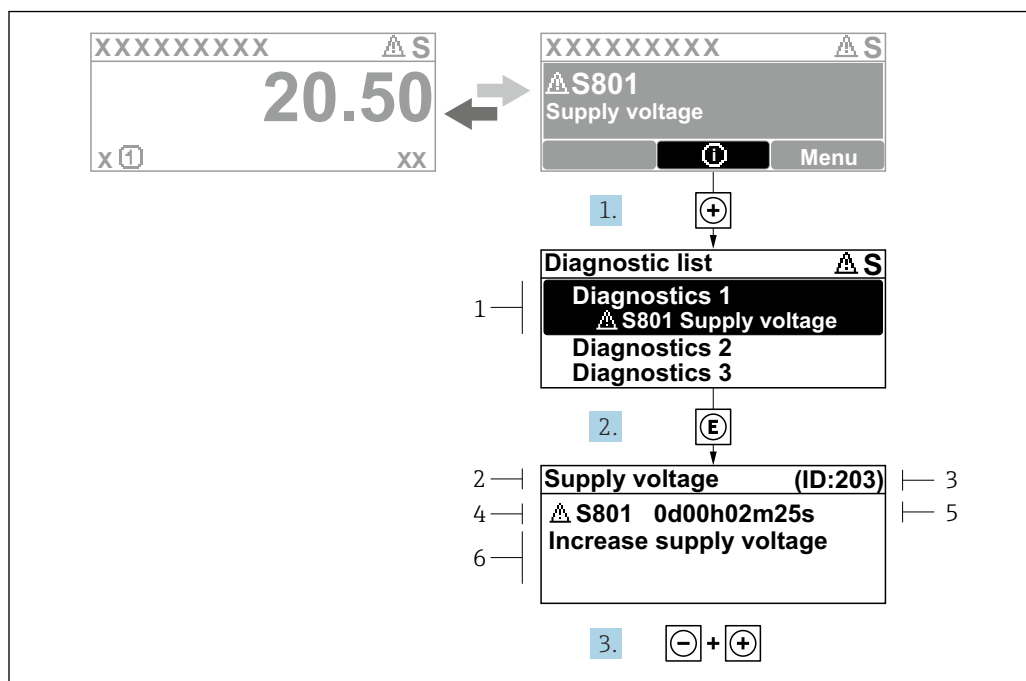 XXXXXXXXX ⚠ S
20.50
X ① XX
XXXXXXXXX ⚠ S
⚠ S801
Supply voltage
ⓘ Menu
1. +
Diagnostic list ⚠ S
1
Diagnostics 1
⚠ S801 Supply voltage
Diagnostics 2
Diagnostics 3
2. E
2 Supply voltage (ID:203) 3
4 ⚠ S801 0d00h02m25s 5
6 Increase supply voltage
3. - + +